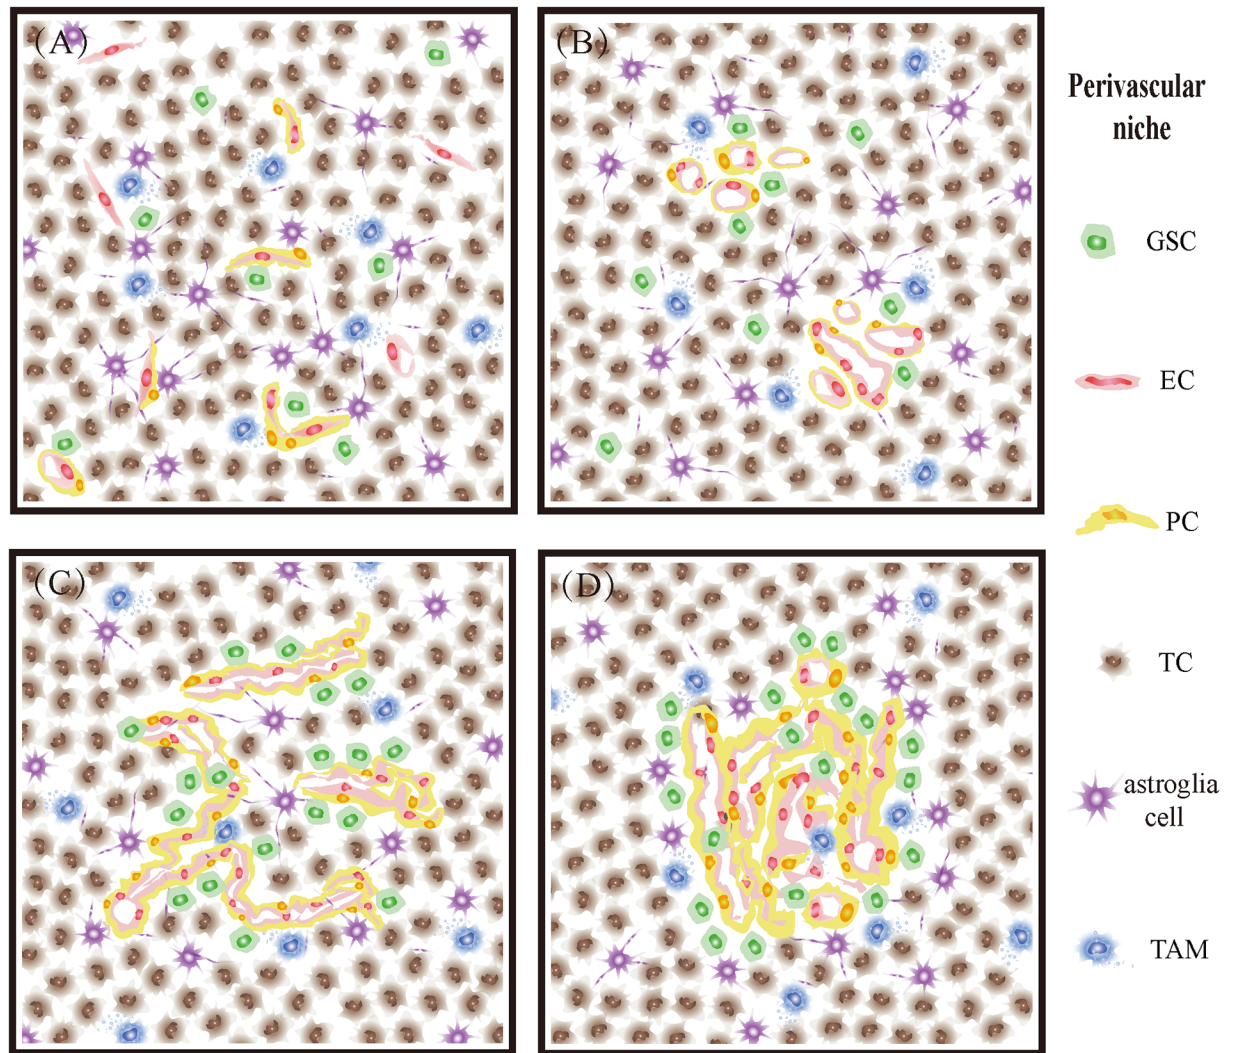 (A)
(B)
Perivascular
niche
GSC
EC
PC
(C)
(D)
TC
astroglia
cell
TAM